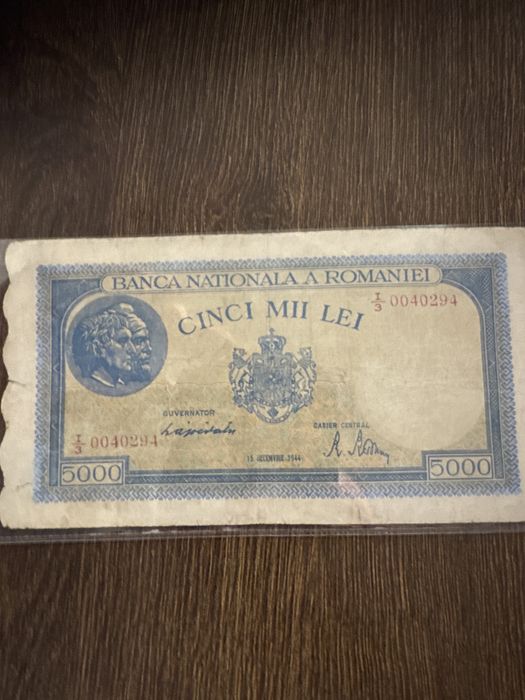 BANCA NATIONALA A ROMANIEI
I/3 0040294
CINCI MII LEI
GUVERNATOR
CASIER CENTRAL
I/3 0040294
15 DECEMVRIE 1944
5000
5000